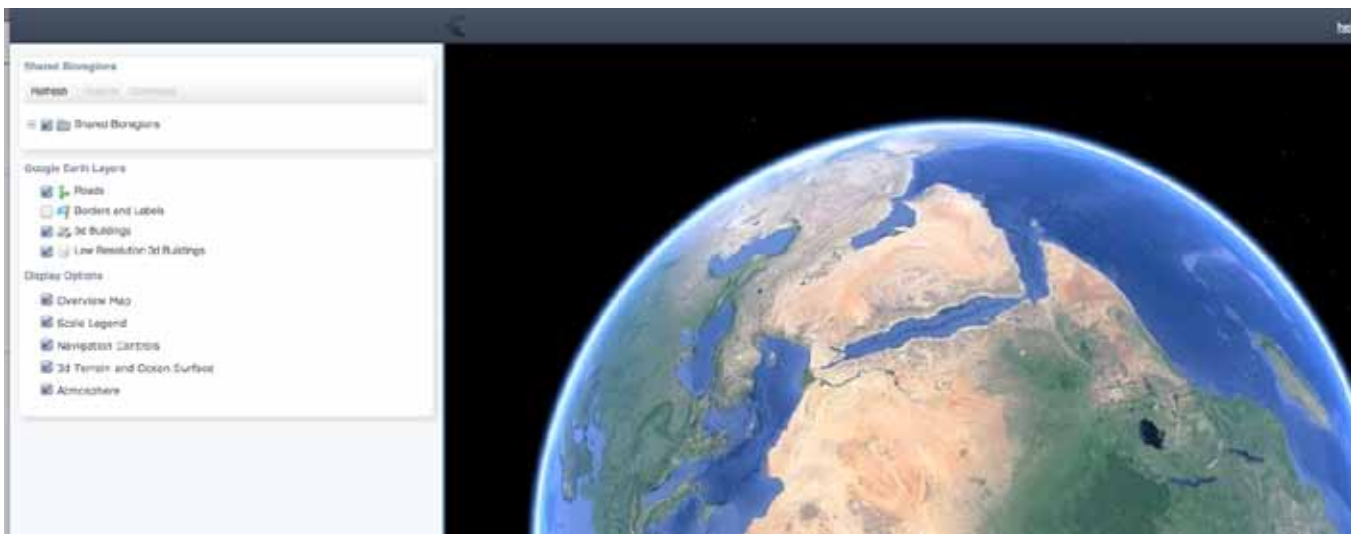 Shared Bioregions
Refresh
Shared Bioregions
Google Earth Layers
Roads
Borders and Labels
3d Buildings
Low Resolution 3d Buildings
Display Options
Overview Map
Scale Legend
Navigation Controls
3d Terrain and Ocean Surface
Atmosphere